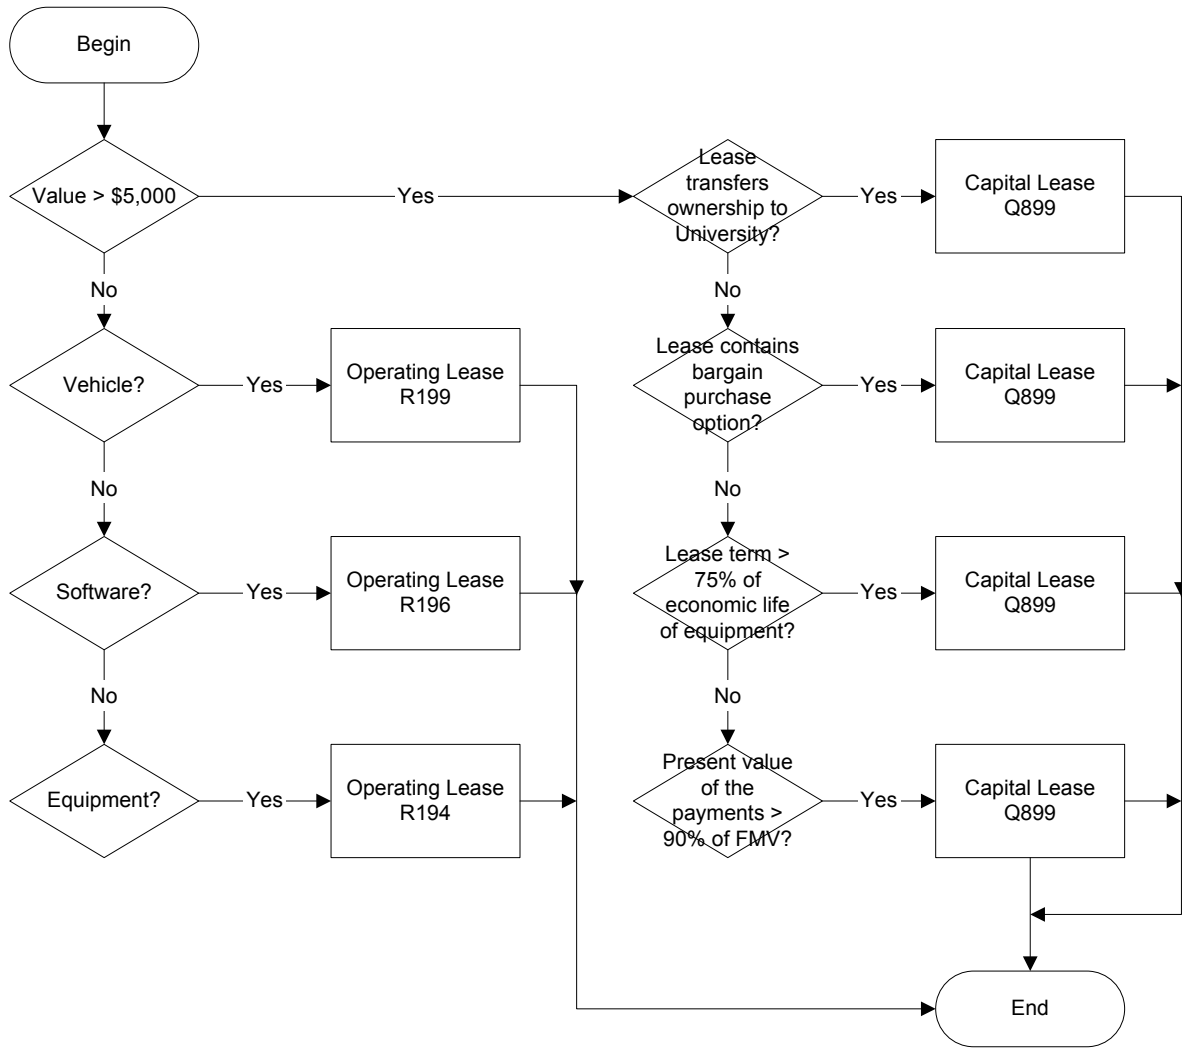 Begin
Value > $5,000
Yes
Lease
transfers
ownership to
University?
Yes
Capital Lease
Q899
No
No
Vehicle?
Yes
Operating Lease
R199
Lease contains
bargain
purchase
option?
Yes
Capital Lease
Q899
No
No
Software?
Yes
Operating Lease
R196
Lease term >
75% of
economic life
of equipment?
Yes
Capital Lease
Q899
No
No
Equipment?
Yes
Operating Lease
R194
Present value
of the
payments >
90% of FMV?
Yes
Capital Lease
Q899
End